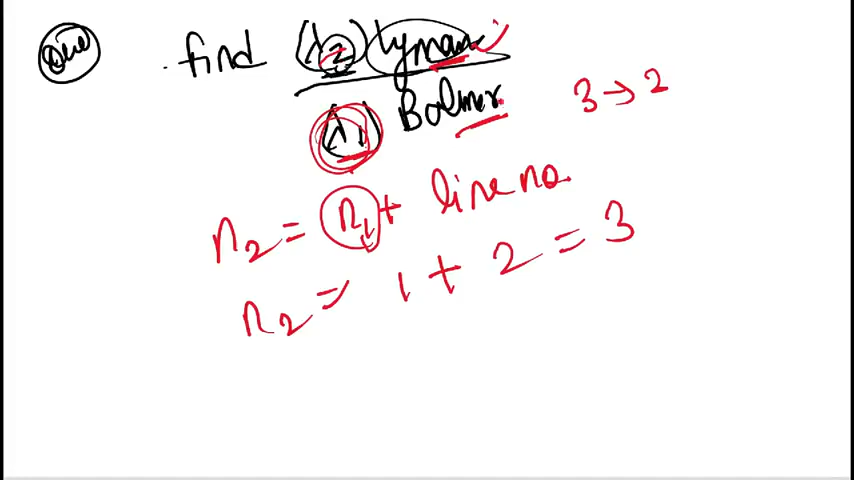 Que . find (λ2) Lyman
(λ1) Balmer 3 → 2
n2 = n1 + line no.
n2 = 1 + 2 = 3